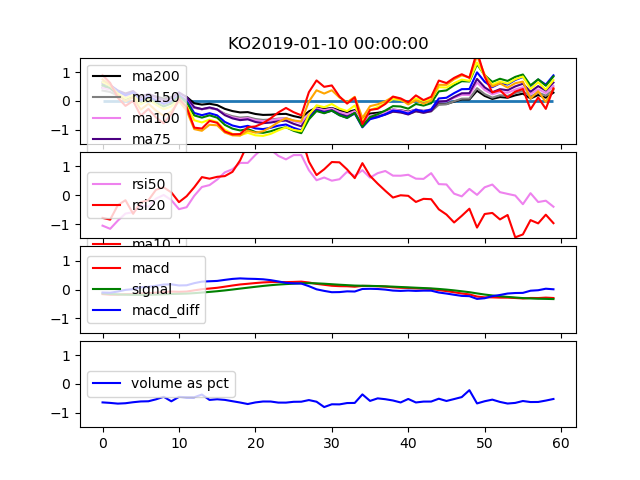 KO2019-01-10 00:00:00
1
0
−1
ma200
ma150
ma100
ma75
1
0
−1
rsi50
rsi20
ma10
1
0
−1
macd
signal
macd_diff
1
0
−1
volume as pct
0 10 20 30 40 50 60